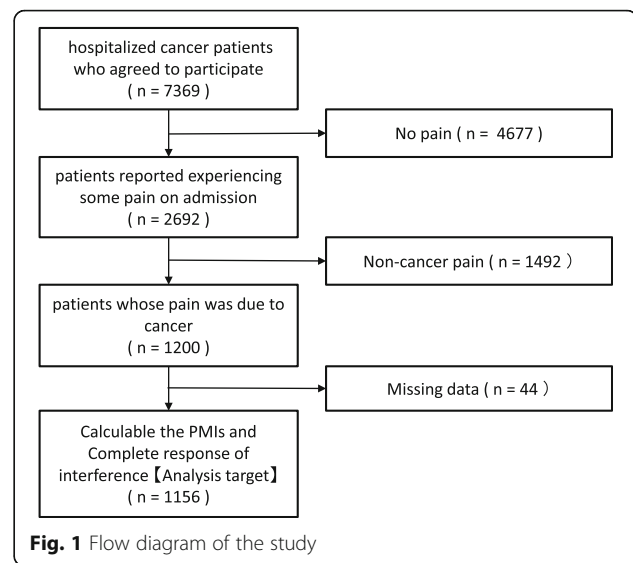 hospitalized cancer patients
who agreed to participate
( n = 7369 )
No pain ( n = 4677 )
patients reported experiencing
some pain on admission
( n = 2692 )
Non-cancer pain ( n = 1492 ）
patients whose pain was due to
cancer
( n = 1200 )
Missing data ( n = 44 ）
Calculable the PMIs and
Complete response of
interference【Analysis target】
( n = 1156 )
Fig. 1 Flow diagram of the study